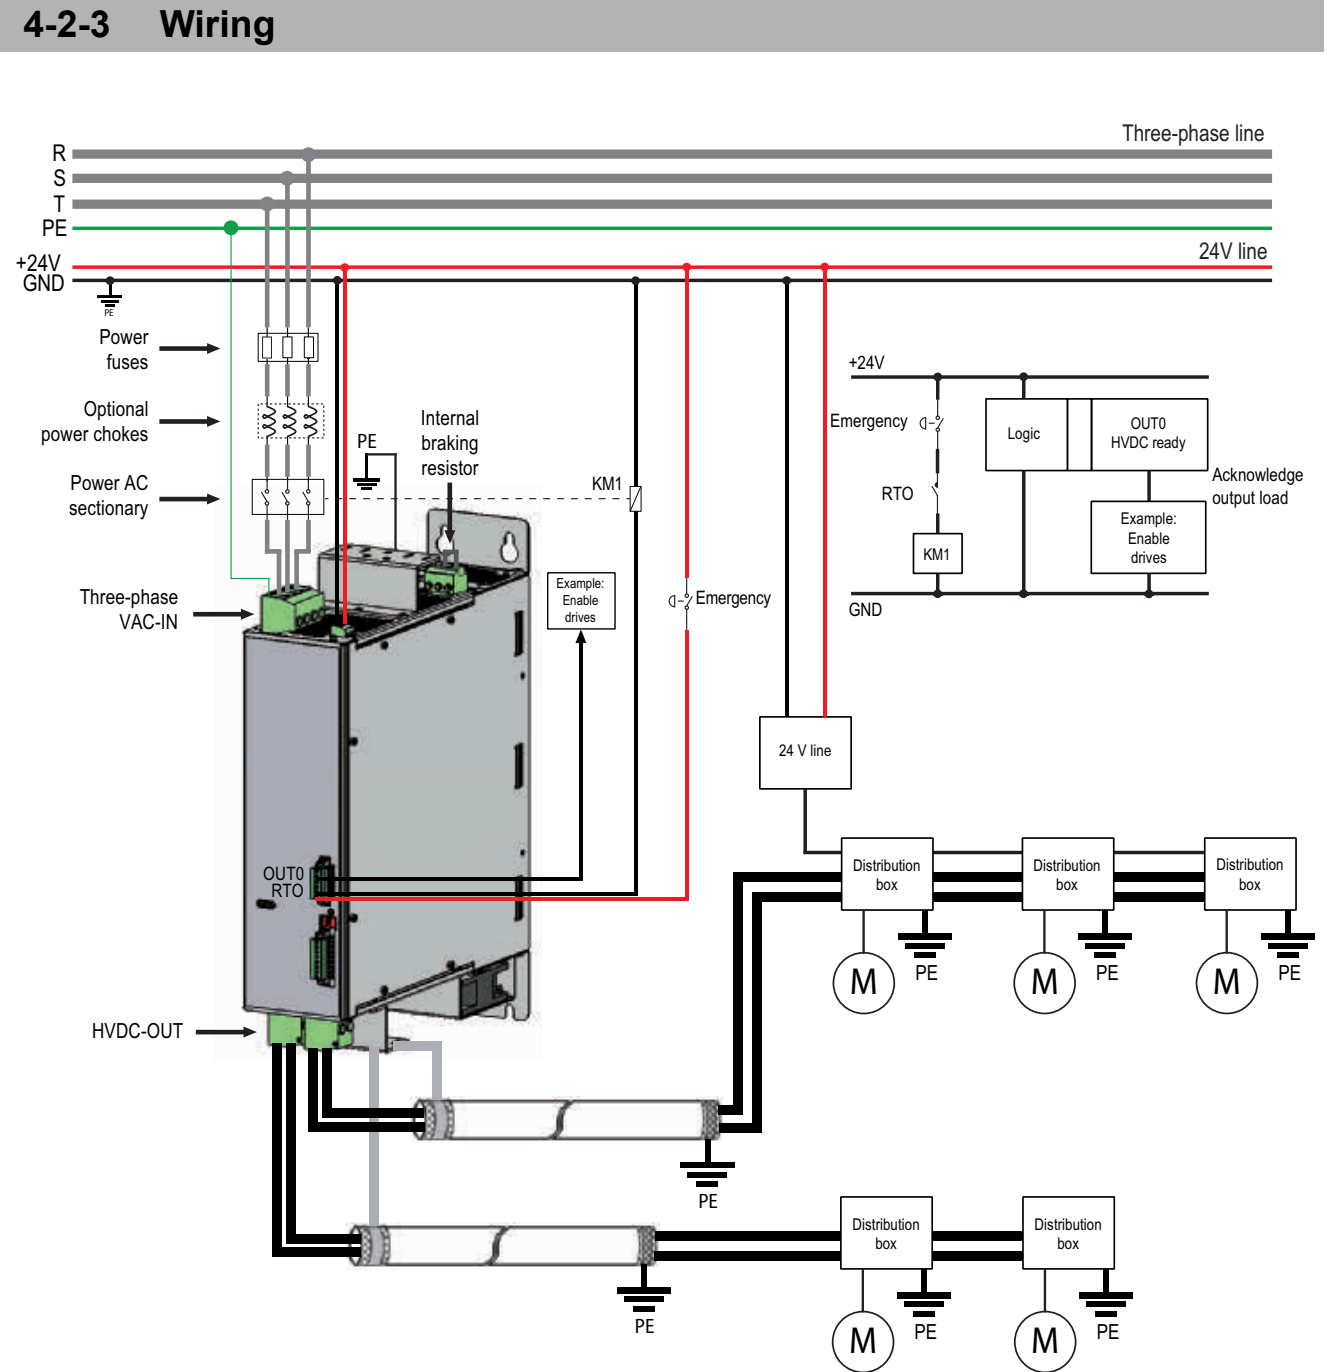 4-2-3 Wiring
Three-phase line
R
S
T
PE
24V line
+24V
GND
PE
Power
fuses
Optional
power chokes
Power AC
sectionary
PE
Internal
braking
resistor
KM1
Three-phase
VAC-IN
Example:
Enable
drives
Emergency
+24V
Emergency
RTO
KM1
Logic
OUT0
HVDC ready
Acknowledge
output load
Example:
Enable
drives
GND
24 V line
OUT0
RTO
Distribution
box
Distribution
box
Distribution
box
M
PE
M
PE
M
PE
HVDC-OUT
PE
Distribution
box
Distribution
box
PE
M
PE
M
PE